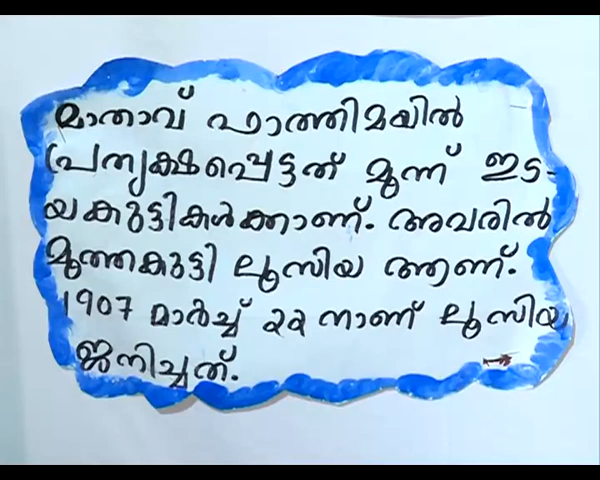 മാതാവ് ഫാത്തിമയിൽ
പ്രത്യക്ഷപ്പെട്ടത് മൂന്ന് ഇട-
യകുട്ടികൾക്കാണ്. അവരിൽ
മൂത്തകുട്ടി ലൂസിയ ആണ്.
1907 മാർച്ച് 22 നാണ് ലൂസിയ
ജനിച്ചത്.